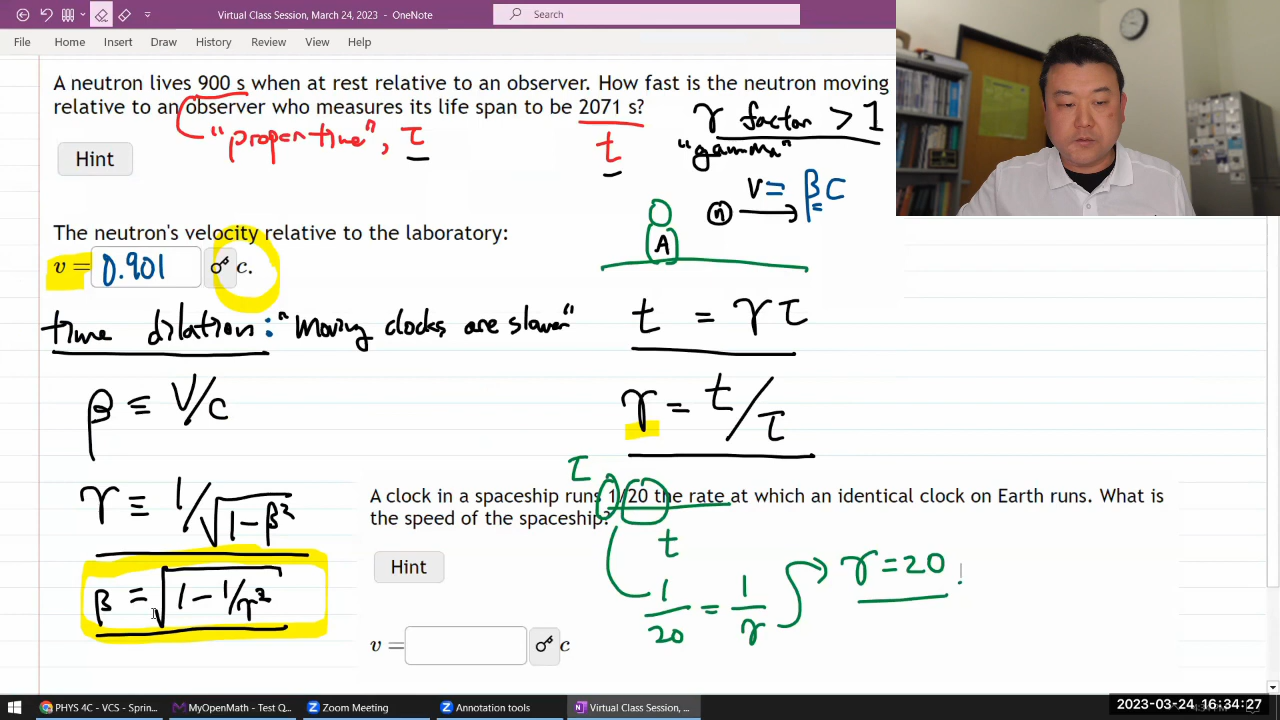 Virtual Class Session, March 24, 2023 - OneNote
Search
File Home Insert Draw History Review View Help
A neutron lives 900 s when at rest relative to an observer. How fast is the neutron moving
relative to an observer who measures its life span to be 2071 s?
"proper time", τ
t
γ factor > 1
"gamma"
Hint
n v = βc
A
The neutron's velocity relative to the laboratory:
v = 0.901 c.
time dilation: "Moving clocks are slower"
t = γτ
β ≡ v/c
γ = t/τ
τ
γ ≡ 1/√1-β²
A clock in a spaceship runs 1/20 the rate at which an identical clock on Earth runs. What is
the speed of the spaceship?
t
Hint
γ = 20
β = √1-1/γ²
1/20 = 1/γ
v = c
PHYS 4C - VCS - Sprin... MyOpenMath - Test Q... Zoom Meeting Annotation tools Virtual Class Session, ...
2023-03-24 16:34:27